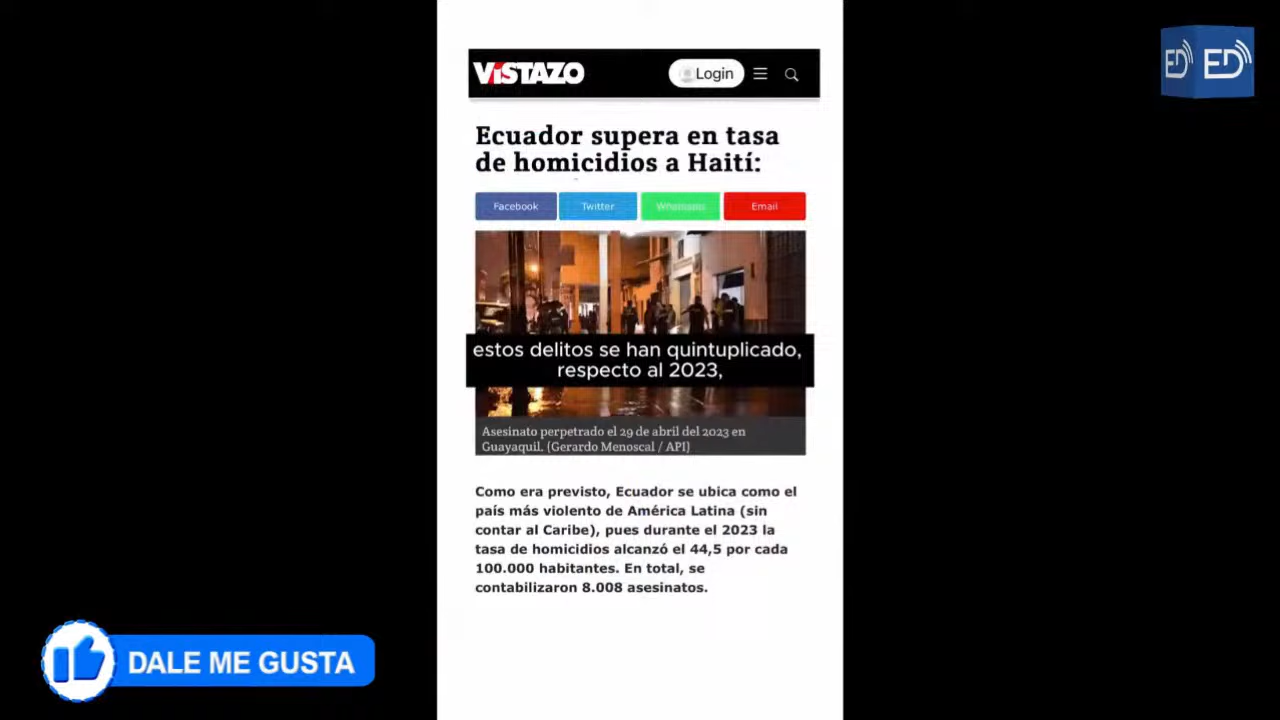 VISTAZO
Login
ED ED
Ecuador supera en tasa
de homicidios a Haití:
Facebook
Twitter
Whatsapp
Email
estos delitos se han quintuplicado,
respecto al 2023,
Asesinato perpetrado el 29 de abril del 2023 en
Guayaquil. (Gerardo Menoscal / API)
Como era previsto, Ecuador se ubica como el
país más violento de América Latina (sin
contar al Caribe), pues durante el 2023 la
tasa de homicidios alcanzó el 44,5 por cada
100.000 habitantes. En total, se
contabilizaron 8.008 asesinatos.
DALE ME GUSTA